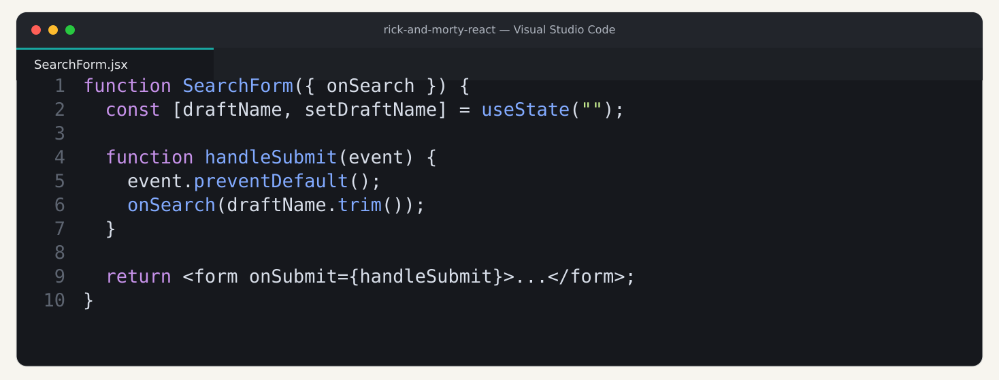 rick-and-morty-react — Visual Studio Code
SearchForm.jsx
1 function SearchForm({ onSearch }) {
2   const [draftName, setDraftName] = useState("");
3
4   function handleSubmit(event) {
5     event.preventDefault();
6     onSearch(draftName.trim());
7   }
8
9   return <form onSubmit={handleSubmit}>...</form>;
10 }